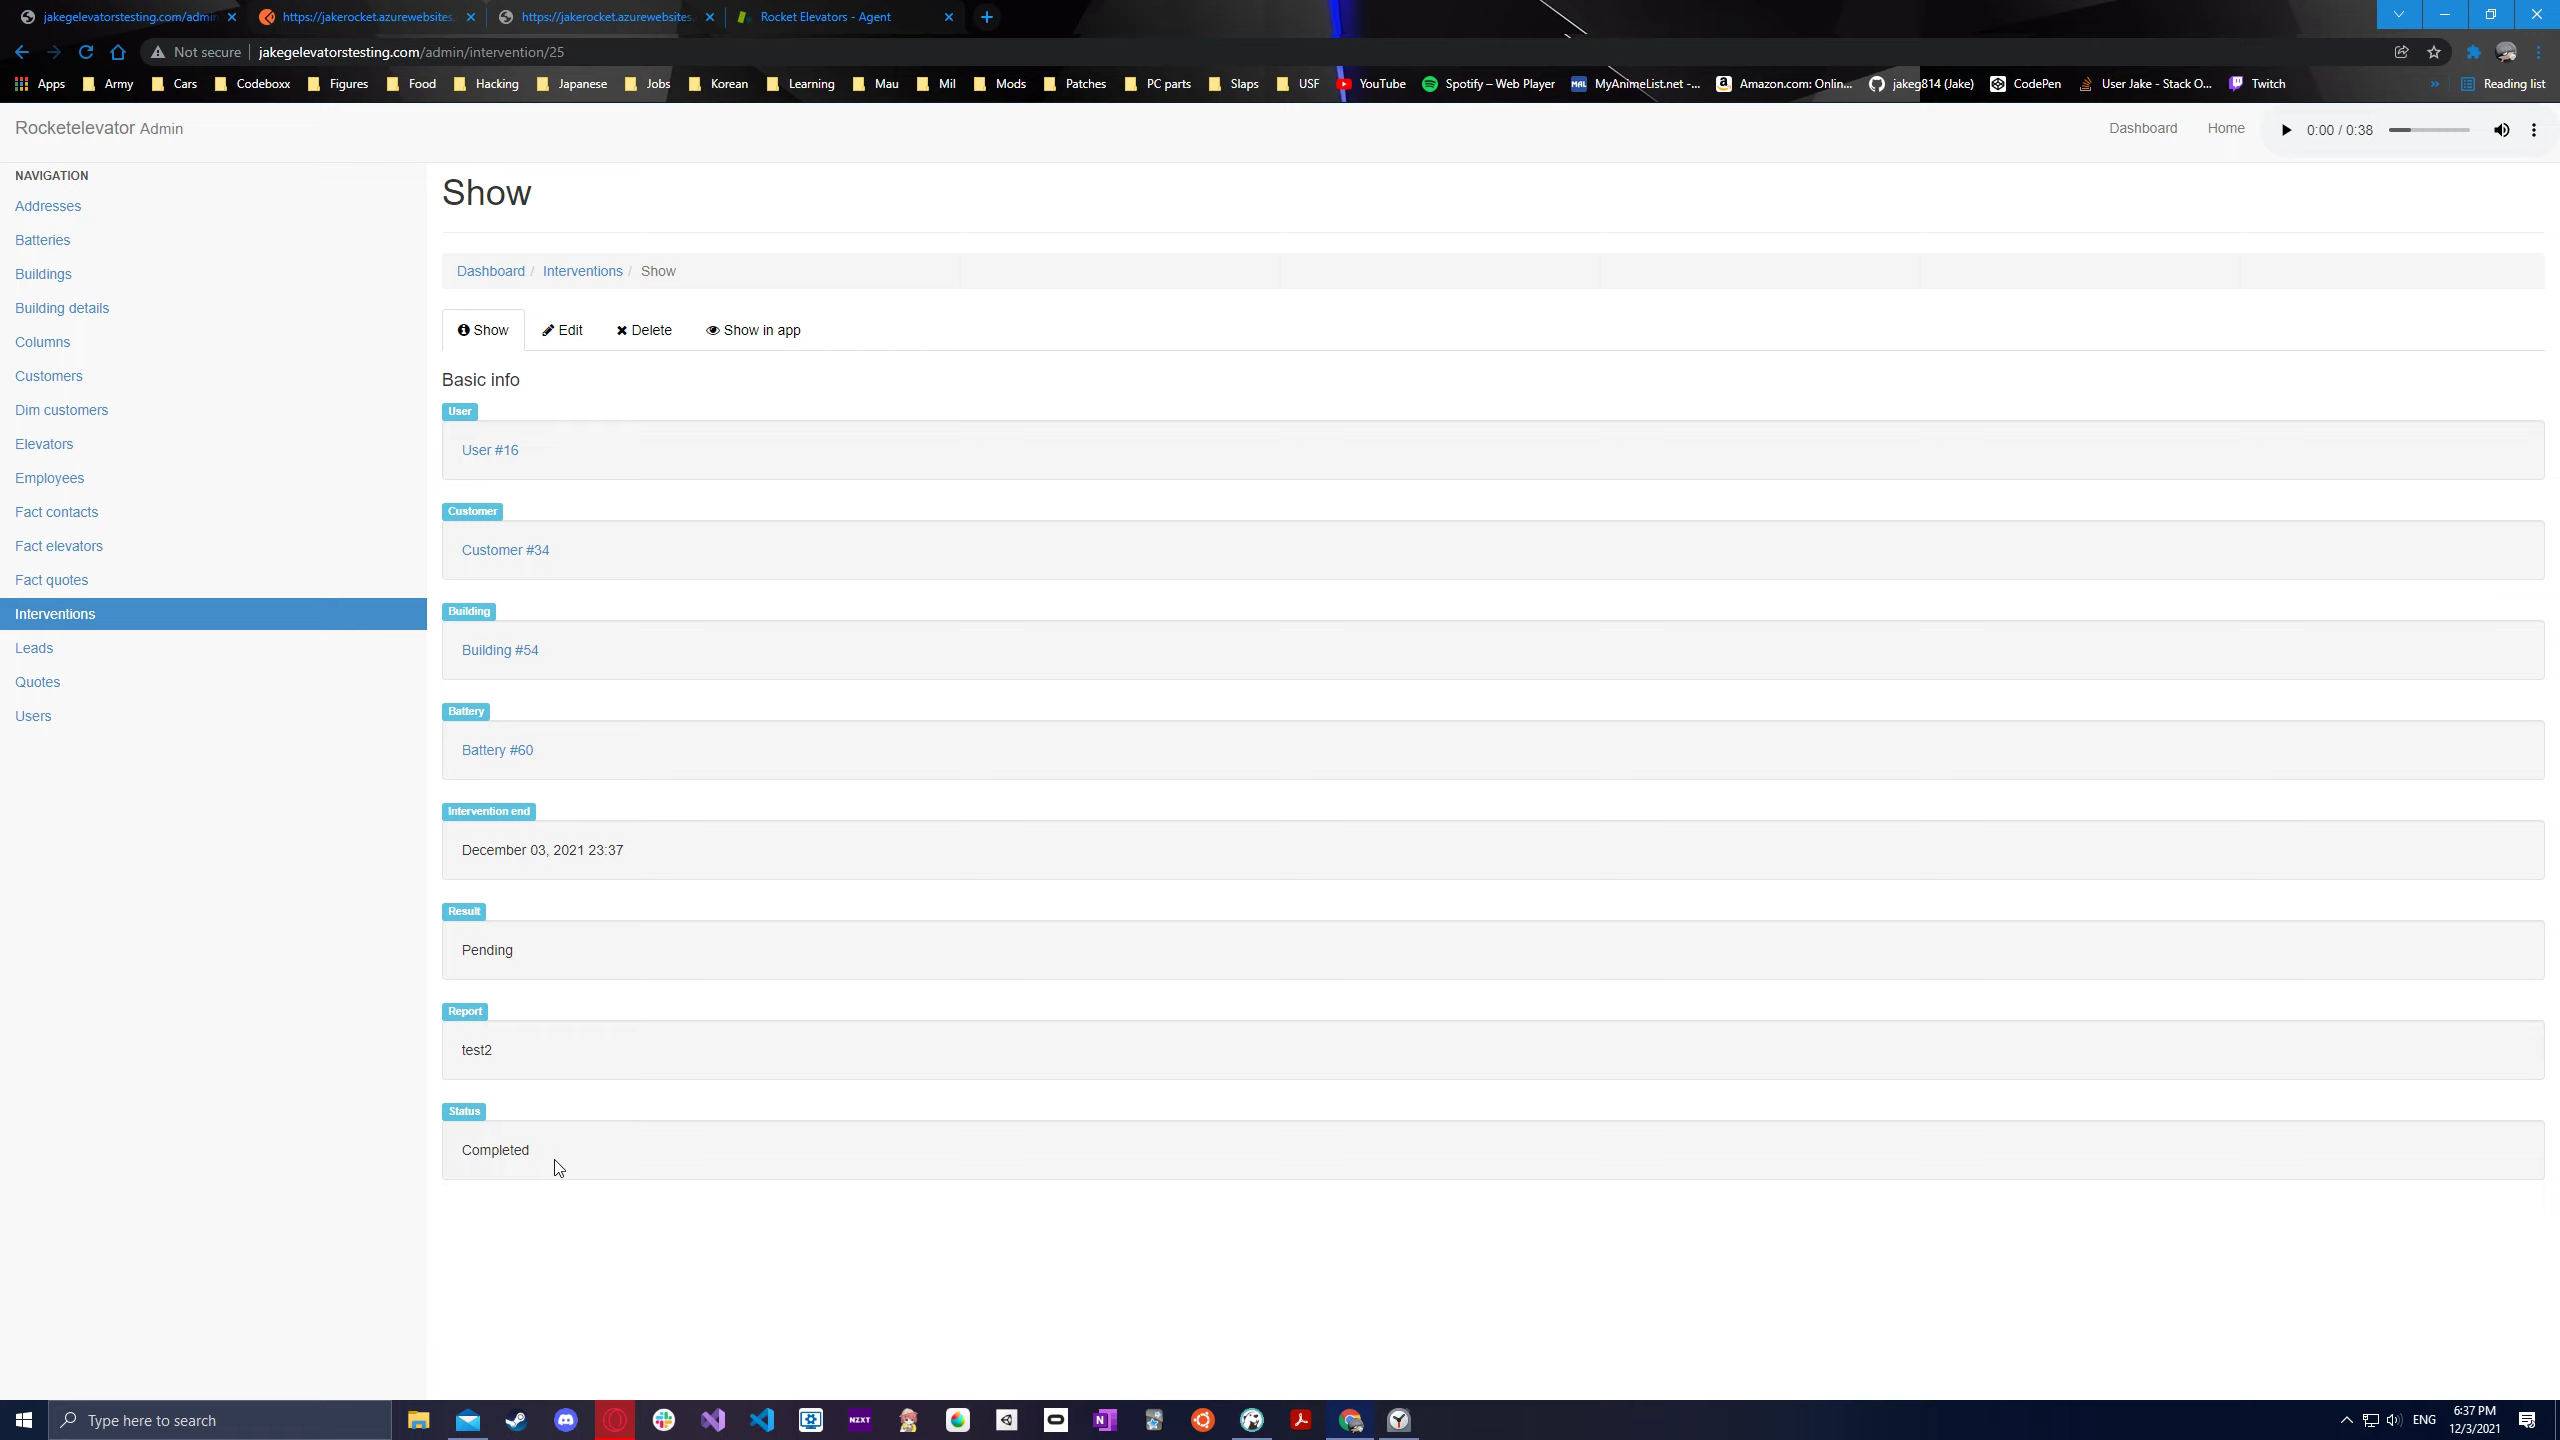 jakegelevatorstesting.com/admin
https://jakerocket.azurewebsites.
https://jakerocket.azurewebsites.
Rocket Elevators - Agent
Not secure
jakegelevatorstesting.com/admin/intervention/25
Apps
Army
Cars
Codeboxx
Figures
Food
Hacking
Japanese
Jobs
Korean
Learning
Mau
Mil
Mods
Patches
PC parts
Slaps
USF
YouTube
Spotify – Web Player
MAL
MyAnimeList.net -...
Amazon.com: Onlin...
jakeg814 (Jake)
CodePen
User Jake - Stack O...
Twitch
»
Reading list
Rocketelevator Admin
Dashboard
Home
0:00 / 0:38
NAVIGATION
Addresses
Batteries
Buildings
Building details
Columns
Customers
Dim customers
Elevators
Employees
Fact contacts
Fact elevators
Fact quotes
Interventions
Leads
Quotes
Users
Show
Dashboard / Interventions / Show
Show
Edit
Delete
Show in app
Basic info
User
User #16
Customer
Customer #34
Building
Building #54
Battery
Battery #60
Intervention end
December 03, 2021 23:37
Result
Pending
Report
test2
Status
Completed
Type here to search
NZXT
N
ENG
6:37 PM
12/3/2021